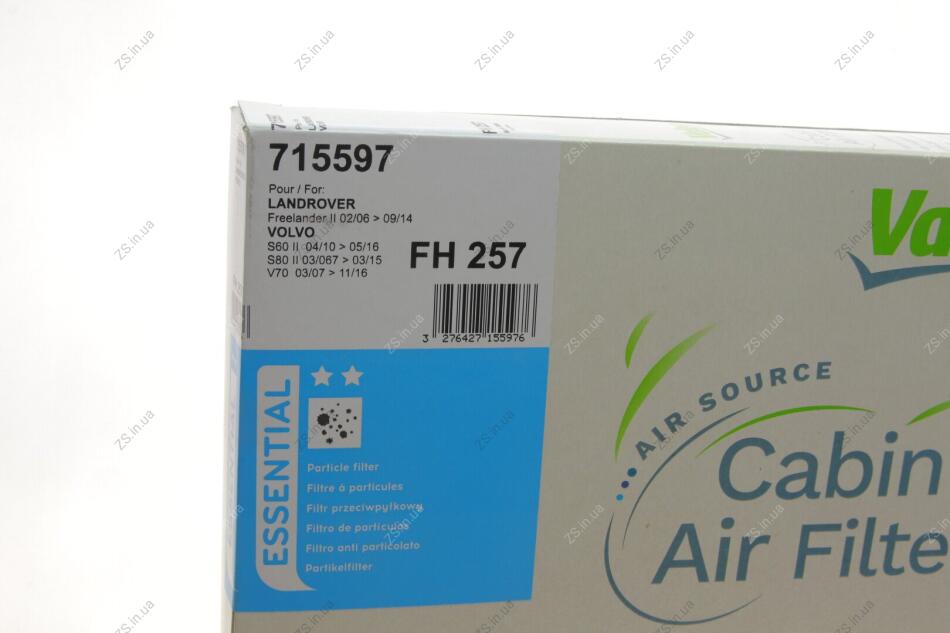 715597
Pour / For:
LANDROVER
Freelander II 02/06 > 09/14
VOLVO
S60 II 04/10 > 05/16
S80 II 03/067 > 03/15
V70 03/07 > 11/16
FH 257
3 276427 155976
ESSENTIAL
Particle filter
Filtre à particules
Filtr przeciwpyłkowy
Filtro de partículas
Filtro anti particolato
Partikelfilter
Va
AIR SOURCE
Cabin
Air Filte
ZS.in.ua